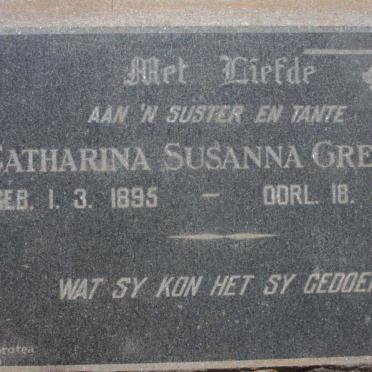 Met Liefde
AAN 'N SUSTER EN TANTE
CATHARINA SUSANNA GRE
GEB. 1. 3. 1895 – OORL. 18.
WAT SY KON HET SY GEDOEN